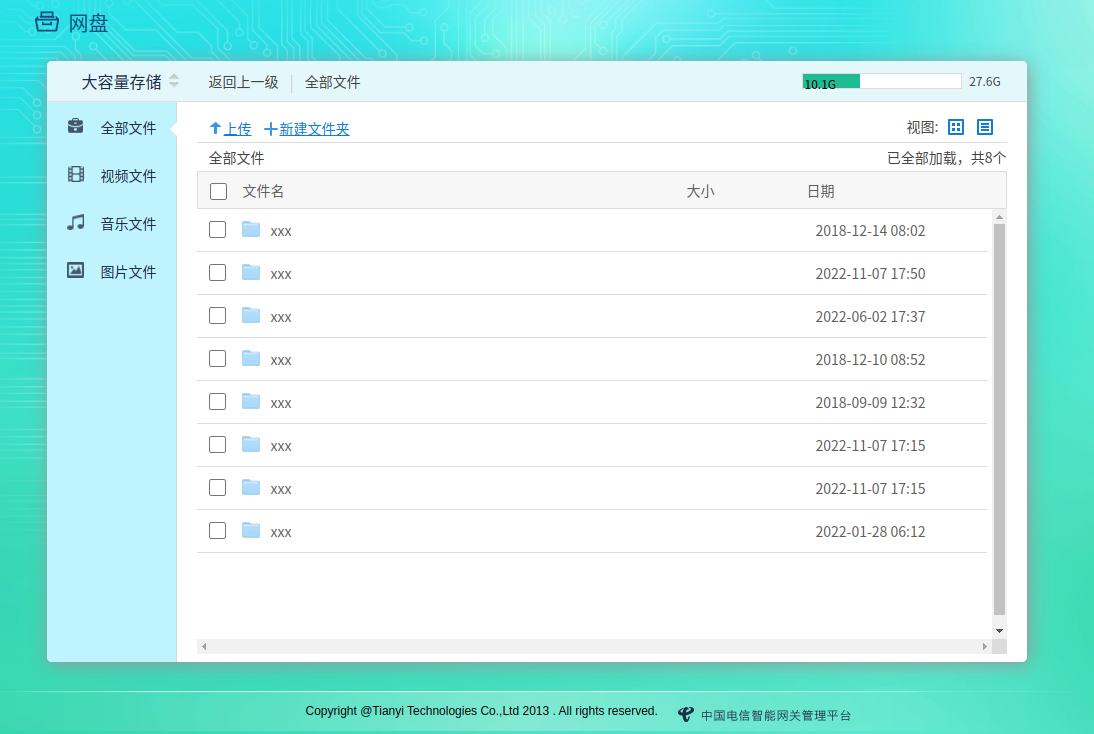 网盘
大容量存储 返回上一级 全部文件 10.1G 27.6G
全部文件
视频文件
音乐文件
图片文件
上传 新建文件夹 视图:
全部文件 已全部加载，共8个
文件名 大小 日期
xxx 2018-12-14 08:02
xxx 2022-11-07 17:50
xxx 2022-06-02 17:37
xxx 2018-12-10 08:52
xxx 2018-09-09 12:32
xxx 2022-11-07 17:15
xxx 2022-11-07 17:15
xxx 2022-01-28 06:12
Copyright @Tianyi Technologies Co.,Ltd 2013 . All rights reserved. 中国电信智能网关管理平台